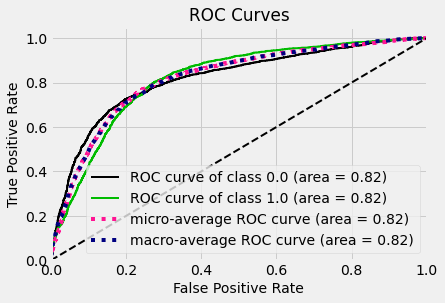 ROC Curves
True Positive Rate
1.0
0.8
0.6
0.4
0.2
0.0
ROC curve of class 0.0 (area = 0.82)
ROC curve of class 1.0 (area = 0.82)
micro-average ROC curve (area = 0.82)
macro-average ROC curve (area = 0.82)
0.0 0.2 0.4 0.6 0.8 1.0
False Positive Rate